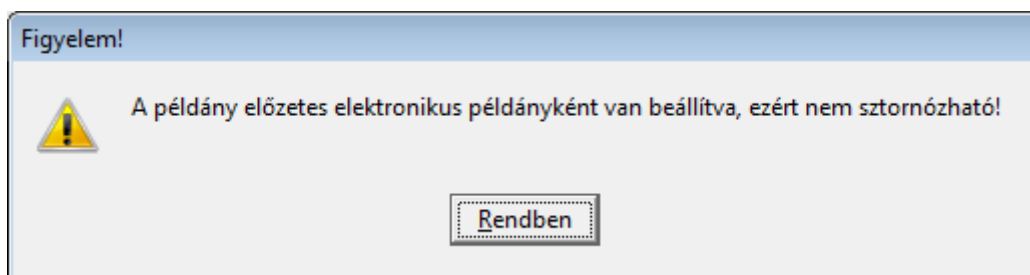 Figyelem!
A példány előzetes elektronikus példányként van beállítva, ezért nem sztornózható!
Rendben